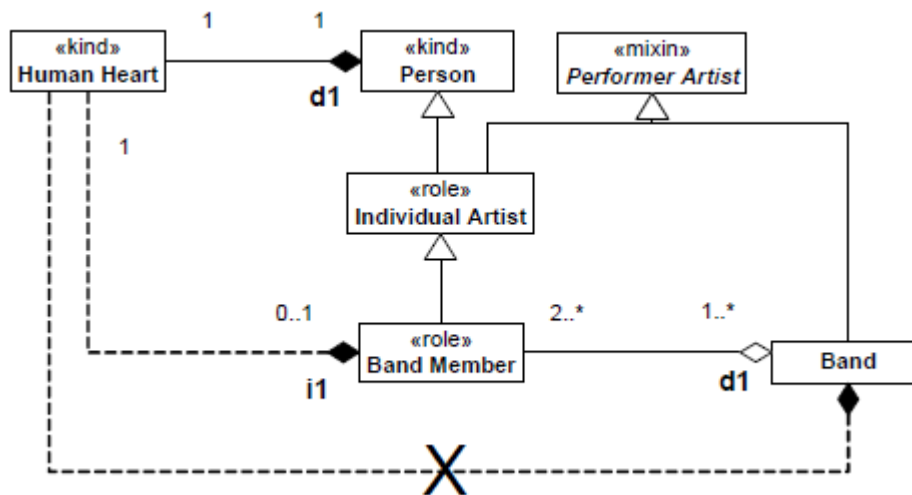 1
1
«kind»
Human Heart
«kind»
Person
«mixin»
Performer Artist
d1
1
«role»
Individual Artist
0..1
2..*
1..*
«role»
Band Member
Band
i1
d1
X